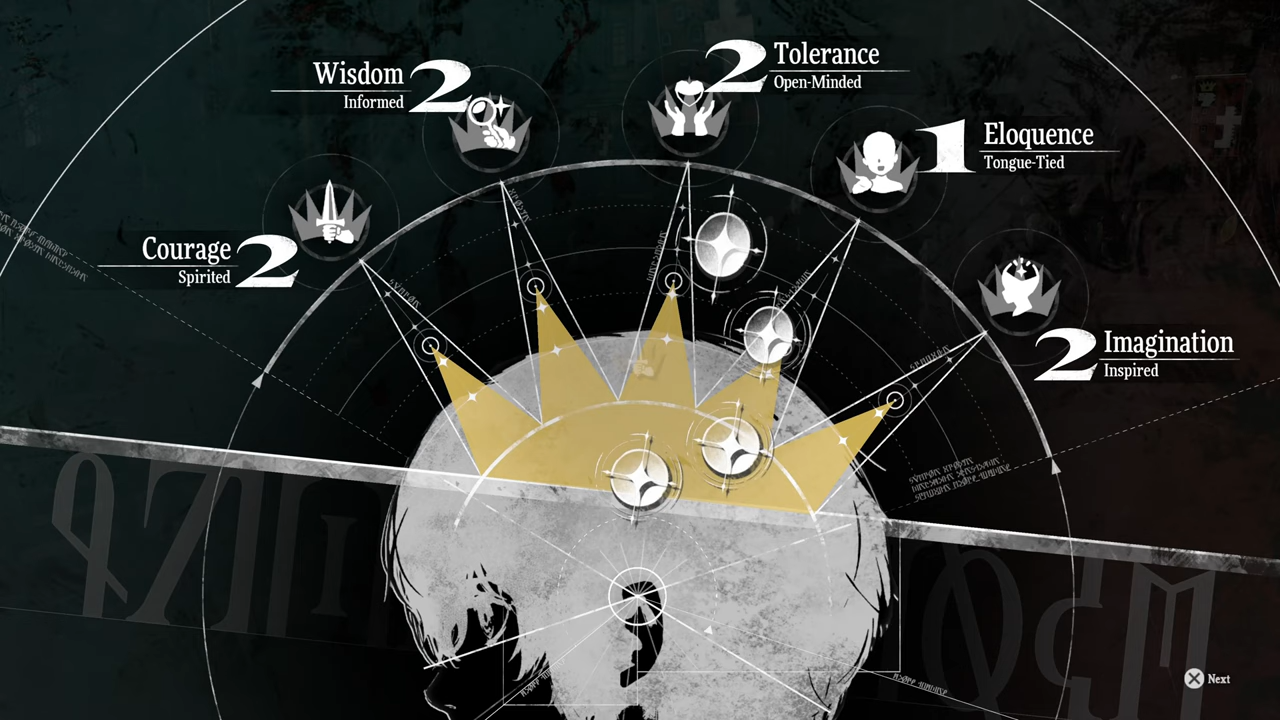 Wisdom 2
Informed
2 Tolerance
Open-Minded
1 Eloquence
Tongue-Tied
Courage 2
Spirited
2 Imagination
Inspired
Next